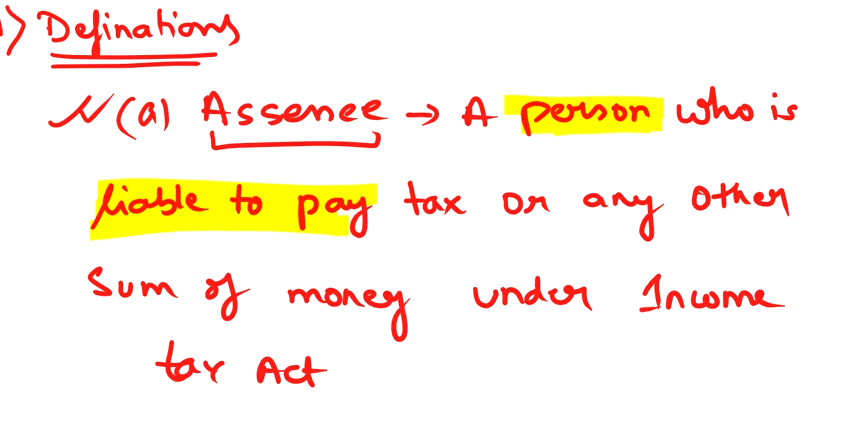 1) Definations
(a) Assenee → A person who is
liable to pay tax or any other
Sum of money under Income
tax Act